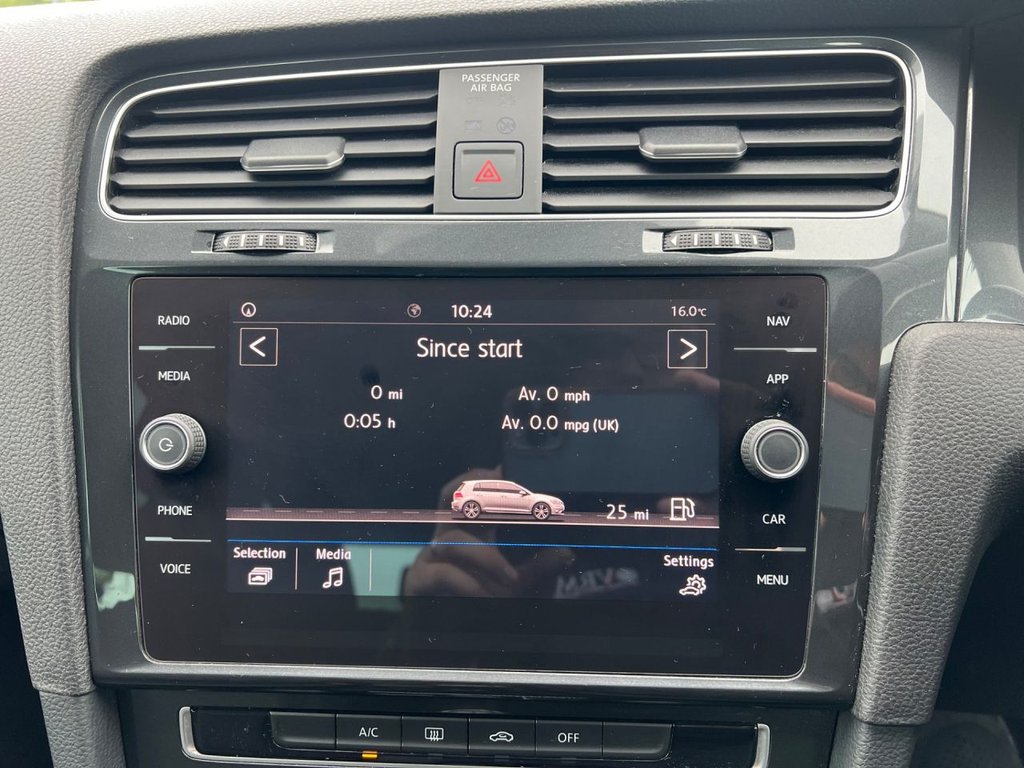 PASSENGER
AIR BAG
RADIO
MEDIA
PHONE
VOICE
10:24
16.0°C
Since start
0 mi
Av. 0 mph
0:05 h
Av. 0.0 mpg (UK)
25 mi
Selection
Media
Settings
NAV
APP
CAR
MENU
A/C
OFF